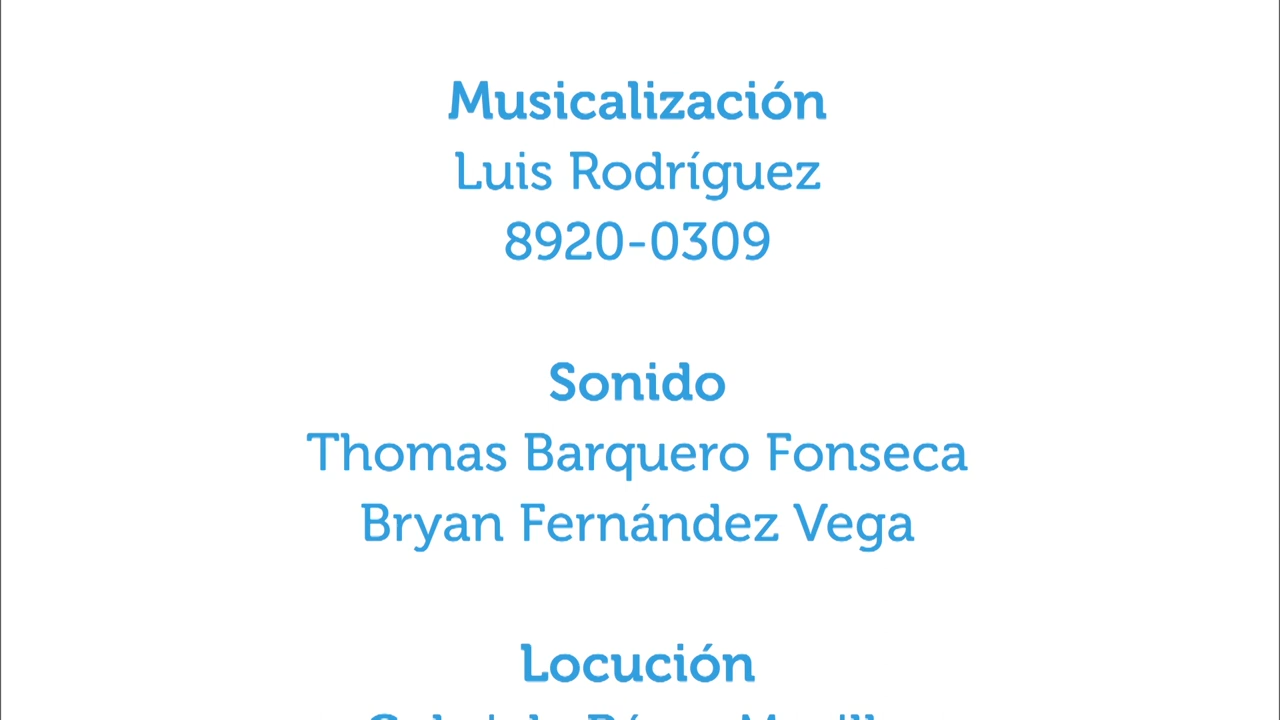 Musicalización
Luis Rodríguez
8920-0309
Sonido
Thomas Barquero Fonseca
Bryan Fernández Vega
Locución